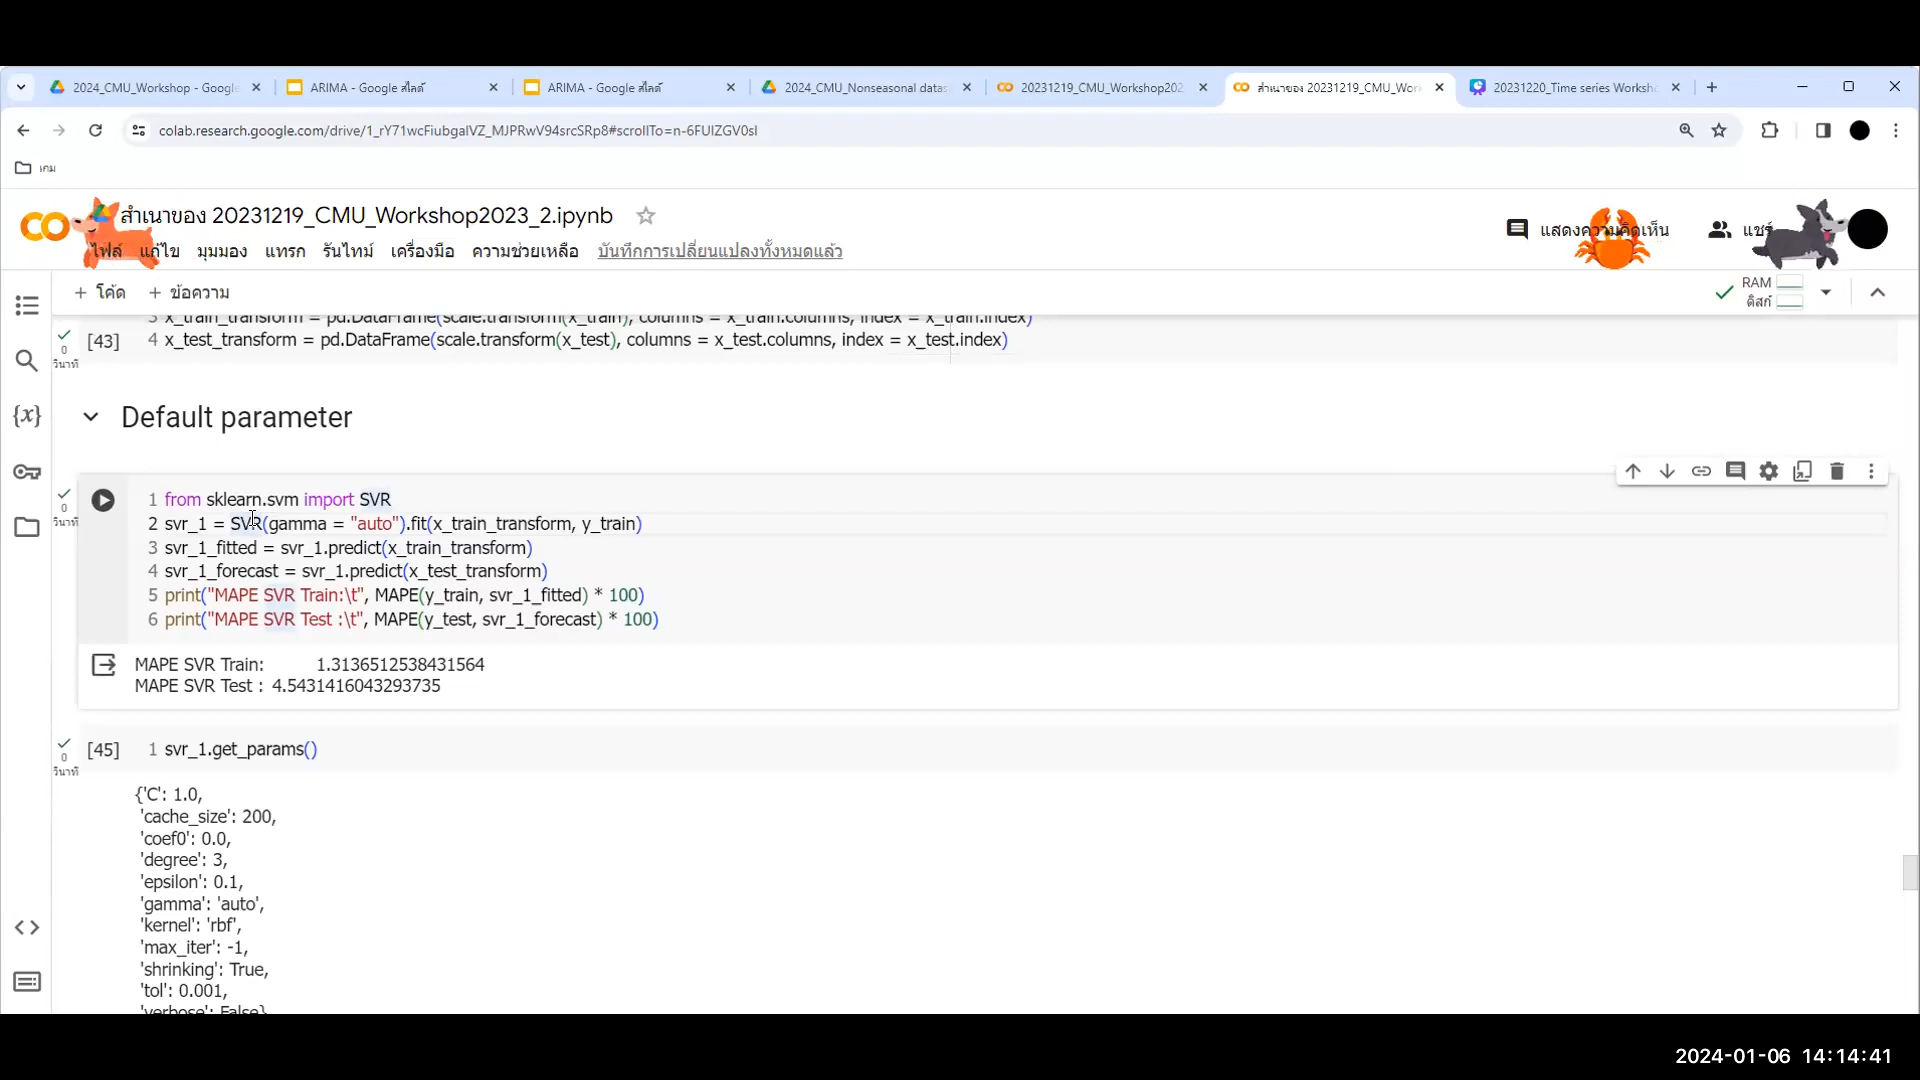 2024_CMU_Workshop - Google
ARIMA - Google สไลด์
ARIMA - Google สไลด์
2024_CMU_Nonseasonal datas
20231219_CMU_Workshop202
สำเนาของ 20231219_CMU_Wor
20231220_Time series Worksh
colab.research.google.com/drive/1_rY71wcFiubgaIVZ_MJPRwV94srcSRp8#scrollTo=n-6FUIZGV0sI
เกม
สำเนาของ 20231219_CMU_Workshop2023_2.ipynb
แสดงความคิดเห็น
แชร์
ไฟล์ แก้ไข มุมมอง แทรก รันไทม์ เครื่องมือ ความช่วยเหลือ บันทึกการเปลี่ยนแปลงทั้งหมดแล้ว
+ โค้ด + ข้อความ
RAM
ดิสก์
3 x_train_transform = pd.DataFrame(scale.transform(x_train), columns = x_train.columns, index = x_train.index)
0 วินาที [43] 4 x_test_transform = pd.DataFrame(scale.transform(x_test), columns = x_test.columns, index = x_test.index)
{x}
Default parameter
0 วินาที
1 from sklearn.svm import SVR
2 svr_1 = SVR(gamma = "auto").fit(x_train_transform, y_train)
3 svr_1_fitted = svr_1.predict(x_train_transform)
4 svr_1_forecast = svr_1.predict(x_test_transform)
5 print("MAPE SVR Train:\t", MAPE(y_train, svr_1_fitted) * 100)
6 print("MAPE SVR Test :\t", MAPE(y_test, svr_1_forecast) * 100)
MAPE SVR Train: 1.3136512538431564
MAPE SVR Test : 4.5431416043293735
0 วินาที [45] 1 svr_1.get_params()
{'C': 1.0,
'cache_size': 200,
'coef0': 0.0,
'degree': 3,
'epsilon': 0.1,
'gamma': 'auto',
'kernel': 'rbf',
'max_iter': -1,
'shrinking': True,
'tol': 0.001,
'verbose': False}
2024-01-06 14:14:41